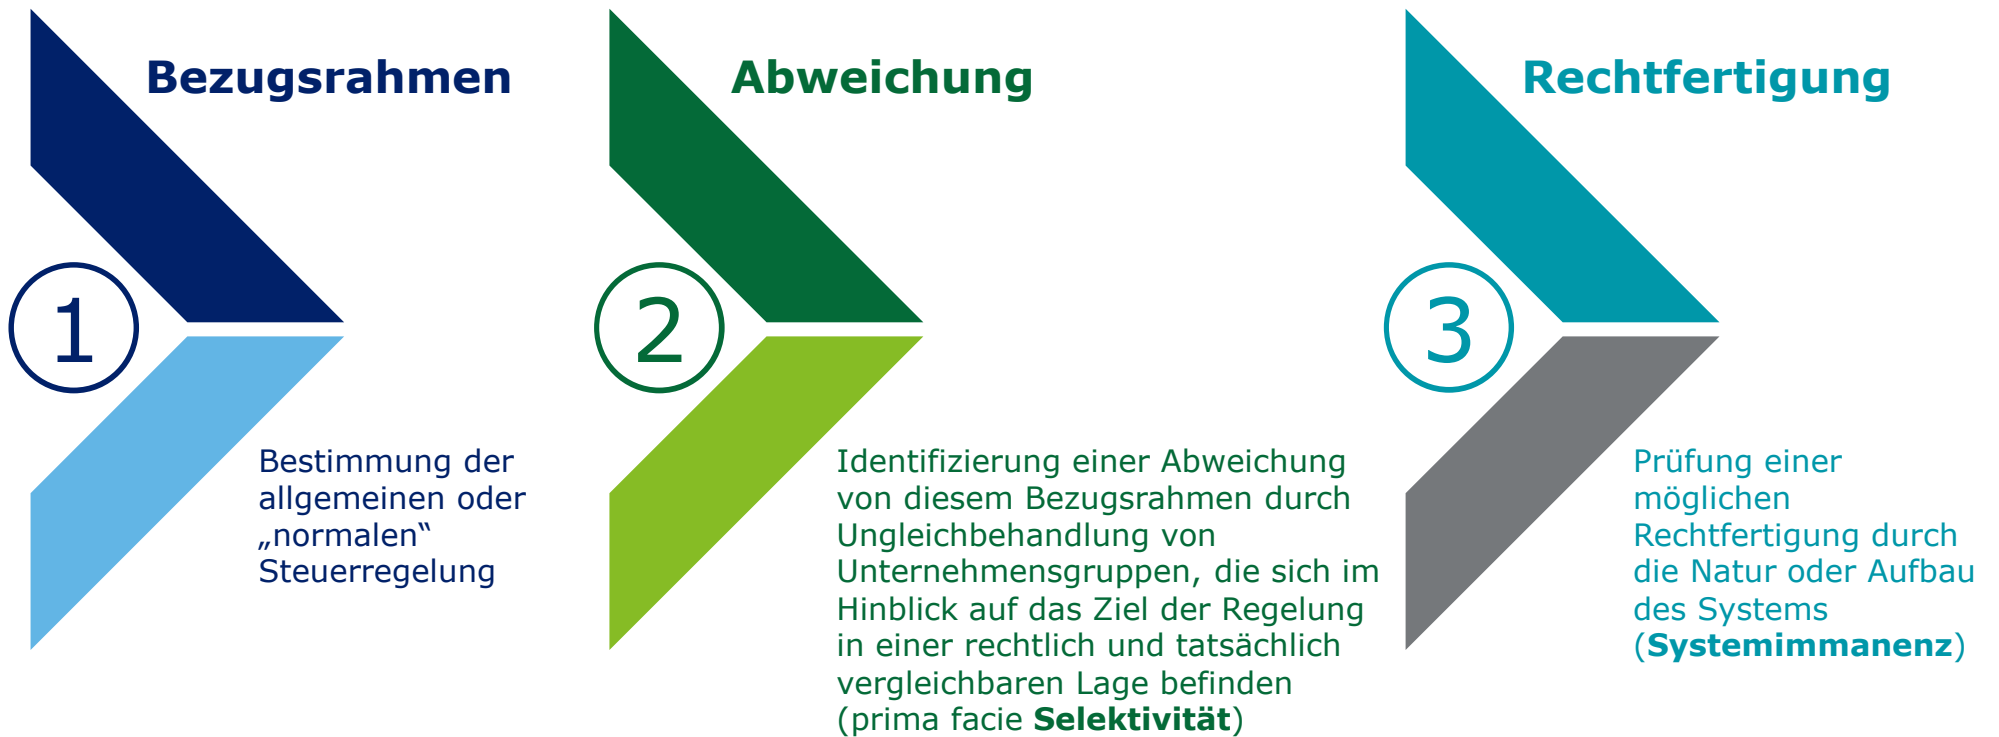 Bezugsrahmen
1
Bestimmung der
allgemeinen oder
„normalen“
Steuerregelung
Abweichung
2
Identifizierung einer Abweichung
von diesem Bezugsrahmen durch
Ungleichbehandlung von
Unternehmensgruppen, die sich im
Hinblick auf das Ziel der Regelung
in einer rechtlich und tatsächlich
vergleichbaren Lage befinden
(prima facie Selektivität)
Rechtfertigung
3
Prüfung einer
möglichen
Rechtfertigung durch
die Natur oder Aufbau
des Systems
(Systemimmanenz)